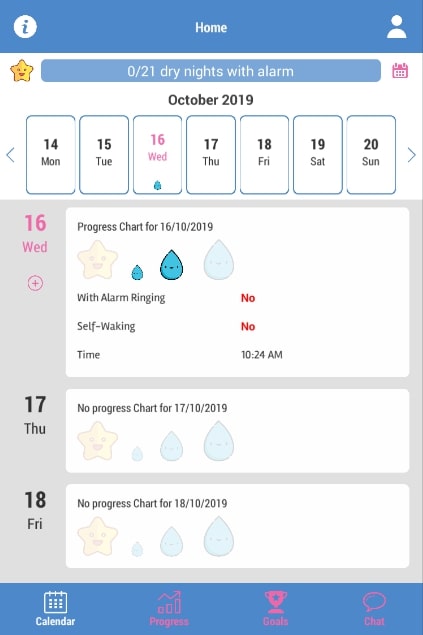 Home
0/21 dry nights with alarm
October 2019
14 15 16 17 18 19 20
Mon Tue Wed Thu Fri Sat Sun
16
Wed
Progress Chart for 16/10/2019
With Alarm Ringing No
Self-Waking No
Time 10:24 AM
17
Thu
No progress Chart for 17/10/2019
18
Fri
No progress Chart for 18/10/2019
Calendar Progress Goals Chat